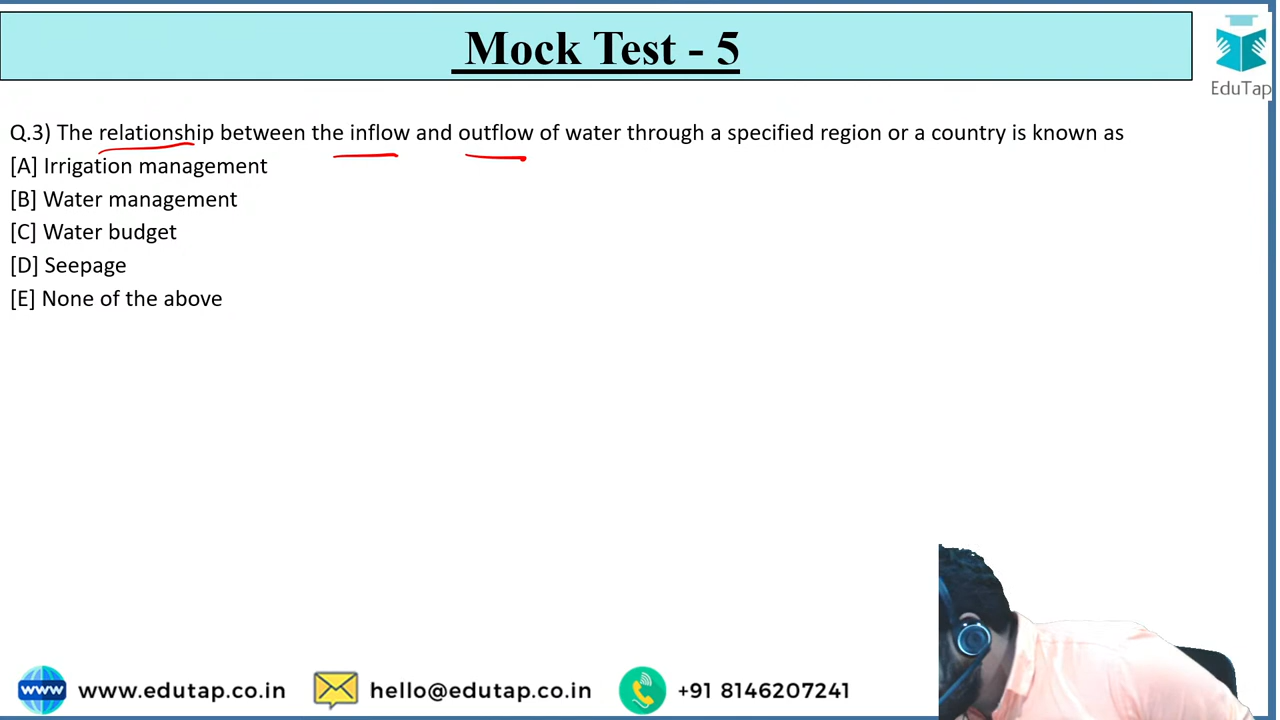 Mock Test - 5
EduTap
Q.3) The relationship between the inflow and outflow of water through a specified region or a country is known as
[A] Irrigation management
[B] Water management
[C] Water budget
[D] Seepage
[E] None of the above
www www.edutap.co.in hello@edutap.co.in +91 8146207241